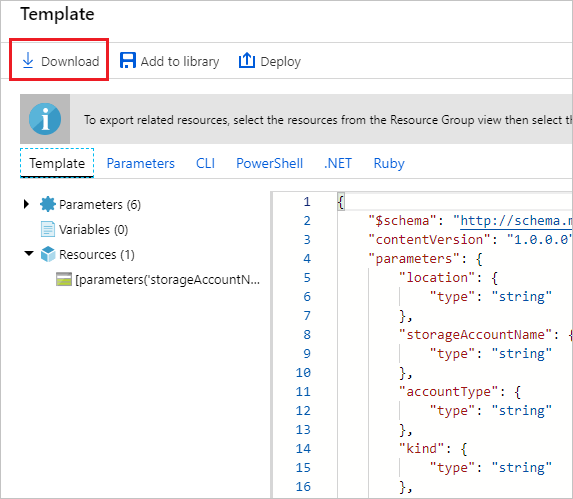 Template
Download Add to library Deploy
To export related resources, select the resources from the Resource Group view then select th
Template Parameters CLI PowerShell .NET Ruby
Parameters (6)
Variables (0)
Resources (1)
[parameters('storageAccountN...
1 {
2 "$schema": "http://schema.m
3 "contentVersion": "1.0.0.0"
4 "parameters": {
5 "location": {
6 "type": "string"
7 },
8 "storageAccountName": {
9 "type": "string"
10 },
11 "accountType": {
12 "type": "string"
13 },
14 "kind": {
15 "type": "string"
16 },